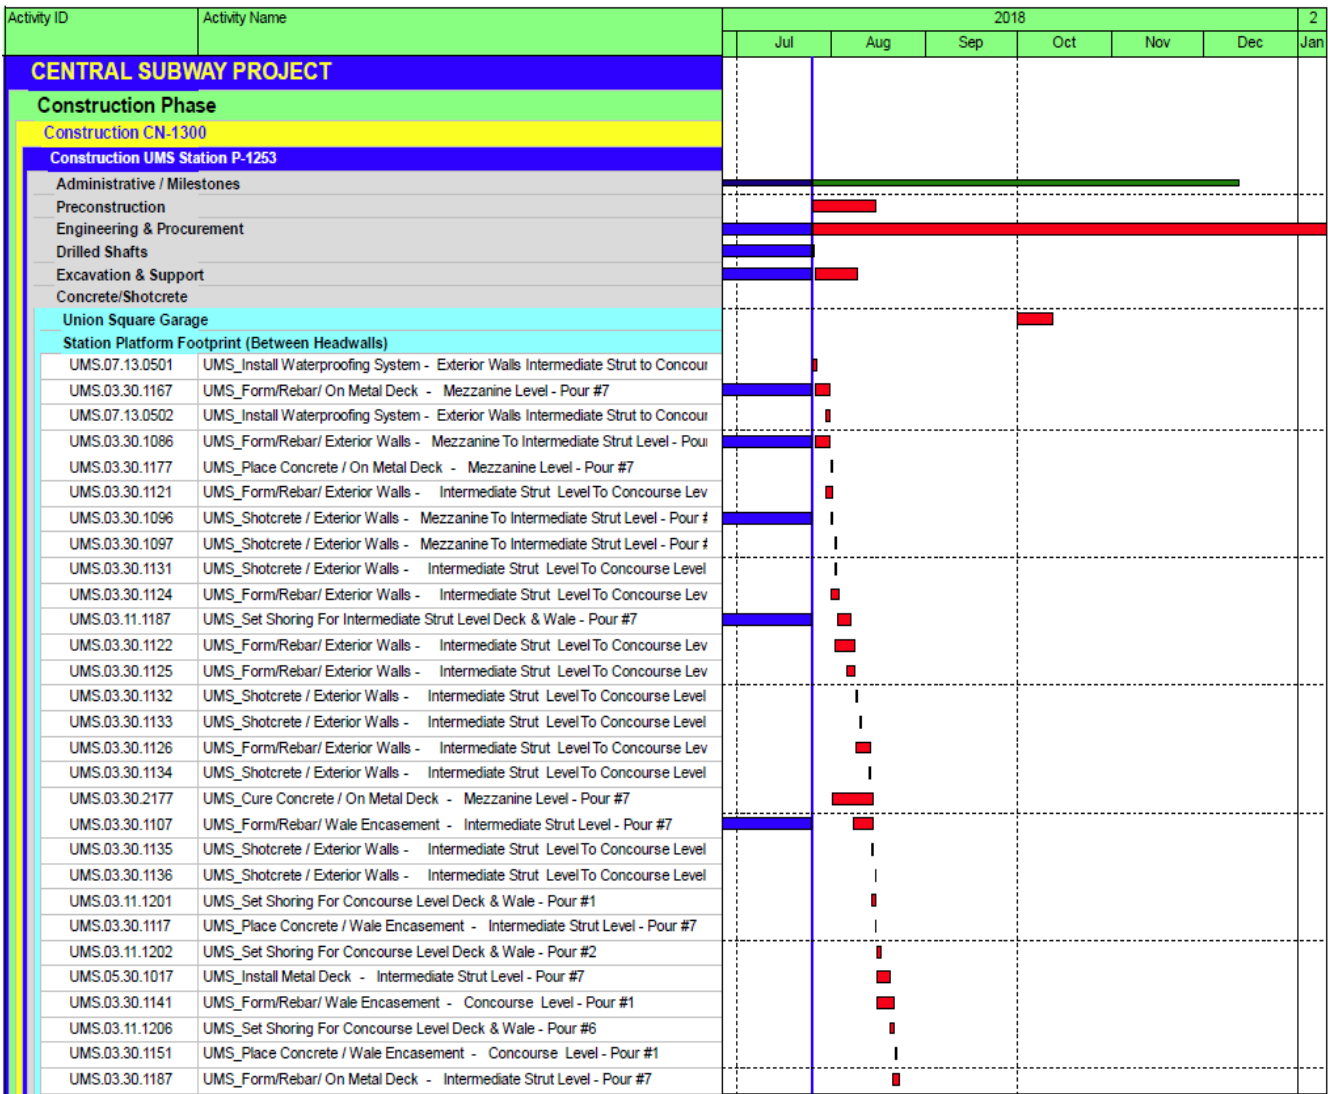 Activity ID Activity Name 2018 2
Jul Aug Sep Oct Nov Dec Jan
CENTRAL SUBWAY PROJECT
Construction Phase
Construction CN-1300
Construction UMS Station P-1253
Administrative / Milestones
Preconstruction
Engineering & Procurement
Drilled Shafts
Excavation & Support
Concrete/Shotcrete
Union Square Garage
Station Platform Footprint (Between Headwalls)
UMS.07.13.0501 UMS_Install Waterproofing System - Exterior Walls Intermediate Strut to Concour
UMS.03.30.1167 UMS_Form/Rebar/ On Metal Deck - Mezzanine Level - Pour #7
UMS.07.13.0502 UMS_Install Waterproofing System - Exterior Walls Intermediate Strut to Concour
UMS.03.30.1086 UMS_Form/Rebar/ Exterior Walls - Mezzanine To Intermediate Strut Level - Pou
UMS.03.30.1177 UMS_Place Concrete / On Metal Deck - Mezzanine Level - Pour #7
UMS.03.30.1121 UMS_Form/Rebar/ Exterior Walls - Intermediate Strut Level To Concourse Lev
UMS.03.30.1096 UMS_Shotcrete / Exterior Walls - Mezzanine To Intermediate Strut Level - Pour #
UMS.03.30.1097 UMS_Shotcrete / Exterior Walls - Mezzanine To Intermediate Strut Level - Pour #
UMS.03.30.1131 UMS_Shotcrete / Exterior Walls - Intermediate Strut Level To Concourse Level
UMS.03.30.1124 UMS_Form/Rebar/ Exterior Walls - Intermediate Strut Level To Concourse Lev
UMS.03.11.1187 UMS_Set Shoring For Intermediate Strut Level Deck & Wale - Pour #7
UMS.03.30.1122 UMS_Form/Rebar/ Exterior Walls - Intermediate Strut Level To Concourse Lev
UMS.03.30.1125 UMS_Form/Rebar/ Exterior Walls - Intermediate Strut Level To Concourse Lev
UMS.03.30.1132 UMS_Shotcrete / Exterior Walls - Intermediate Strut Level To Concourse Level
UMS.03.30.1133 UMS_Shotcrete / Exterior Walls - Intermediate Strut Level To Concourse Level
UMS.03.30.1126 UMS_Form/Rebar/ Exterior Walls - Intermediate Strut Level To Concourse Lev
UMS.03.30.1134 UMS_Shotcrete / Exterior Walls - Intermediate Strut Level To Concourse Level
UMS.03.30.2177 UMS_Cure Concrete / On Metal Deck - Mezzanine Level - Pour #7
UMS.03.30.1107 UMS_Form/Rebar/ Wale Encasement - Intermediate Strut Level - Pour #7
UMS.03.30.1135 UMS_Shotcrete / Exterior Walls - Intermediate Strut Level To Concourse Level
UMS.03.30.1136 UMS_Shotcrete / Exterior Walls - Intermediate Strut Level To Concourse Level
UMS.03.11.1201 UMS_Set Shoring For Concourse Level Deck & Wale - Pour #1
UMS.03.30.1117 UMS_Place Concrete / Wale Encasement - Intermediate Strut Level - Pour #7
UMS.03.11.1202 UMS_Set Shoring For Concourse Level Deck & Wale - Pour #2
UMS.05.30.1017 UMS_Install Metal Deck - Intermediate Strut Level - Pour #7
UMS.03.30.1141 UMS_Form/Rebar/ Wale Encasement - Concourse Level - Pour #1
UMS.03.11.1206 UMS_Set Shoring For Concourse Level Deck & Wale - Pour #6
UMS.03.30.1151 UMS_Place Concrete / Wale Encasement - Concourse Level - Pour #1
UMS.03.30.1187 UMS_Form/Rebar/ On Metal Deck - Intermediate Strut Level - Pour #7